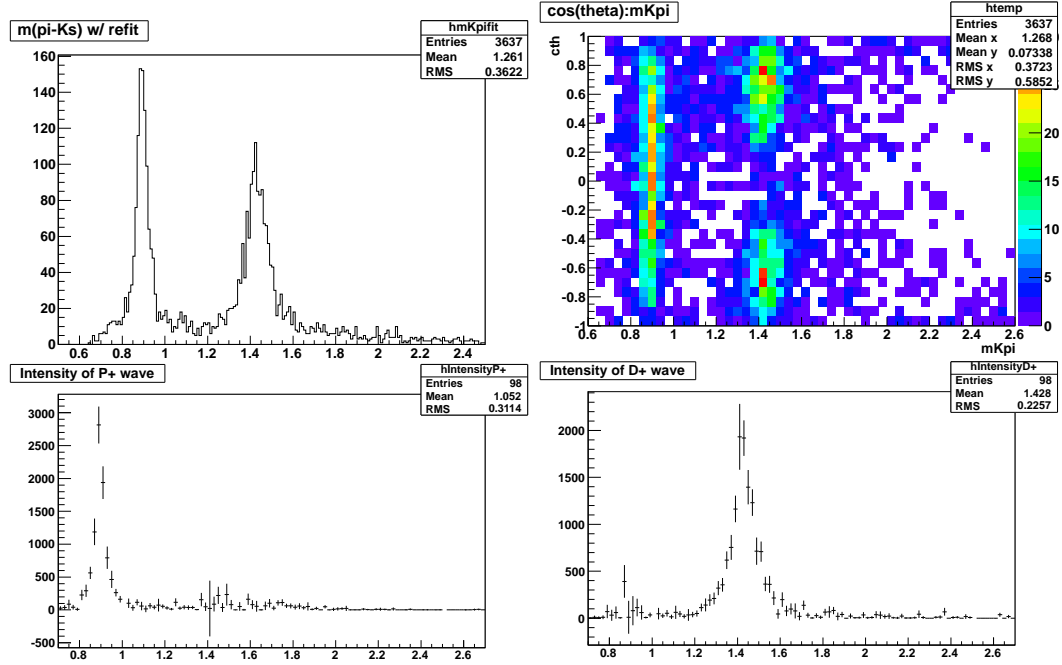 m(pi-Ks) w/ refit
hmKpifit
Entries 3637
Mean 1.261
RMS 0.3622
160
140
120
100
80
60
40
20
0
0.6 0.8 1 1.2 1.4 1.6 1.8 2 2.2 2.4
cos(theta):mKpi
htemp
Entries 3637
Mean x 1.268
Mean y 0.07338
RMS x 0.3723
RMS y 0.5852
cth
1
0.8
0.6
0.4
0.2
0
-0.2
-0.4
-0.6
-0.8
-1
0.6 0.8 1 1.2 1.4 1.6 1.8 2 2.2 2.4 2.6
mKpi
20
15
10
5
0
Intensity of P+ wave
hIntensityP+
Entries 98
Mean 1.052
RMS 0.3114
3000
2500
2000
1500
1000
500
0
-500
0.8 1 1.2 1.4 1.6 1.8 2 2.2 2.4 2.6
Intensity of D+ wave
hIntensityD+
Entries 98
Mean 1.428
RMS 0.2257
2000
1500
1000
500
0
0.8 1 1.2 1.4 1.6 1.8 2 2.2 2.4 2.6